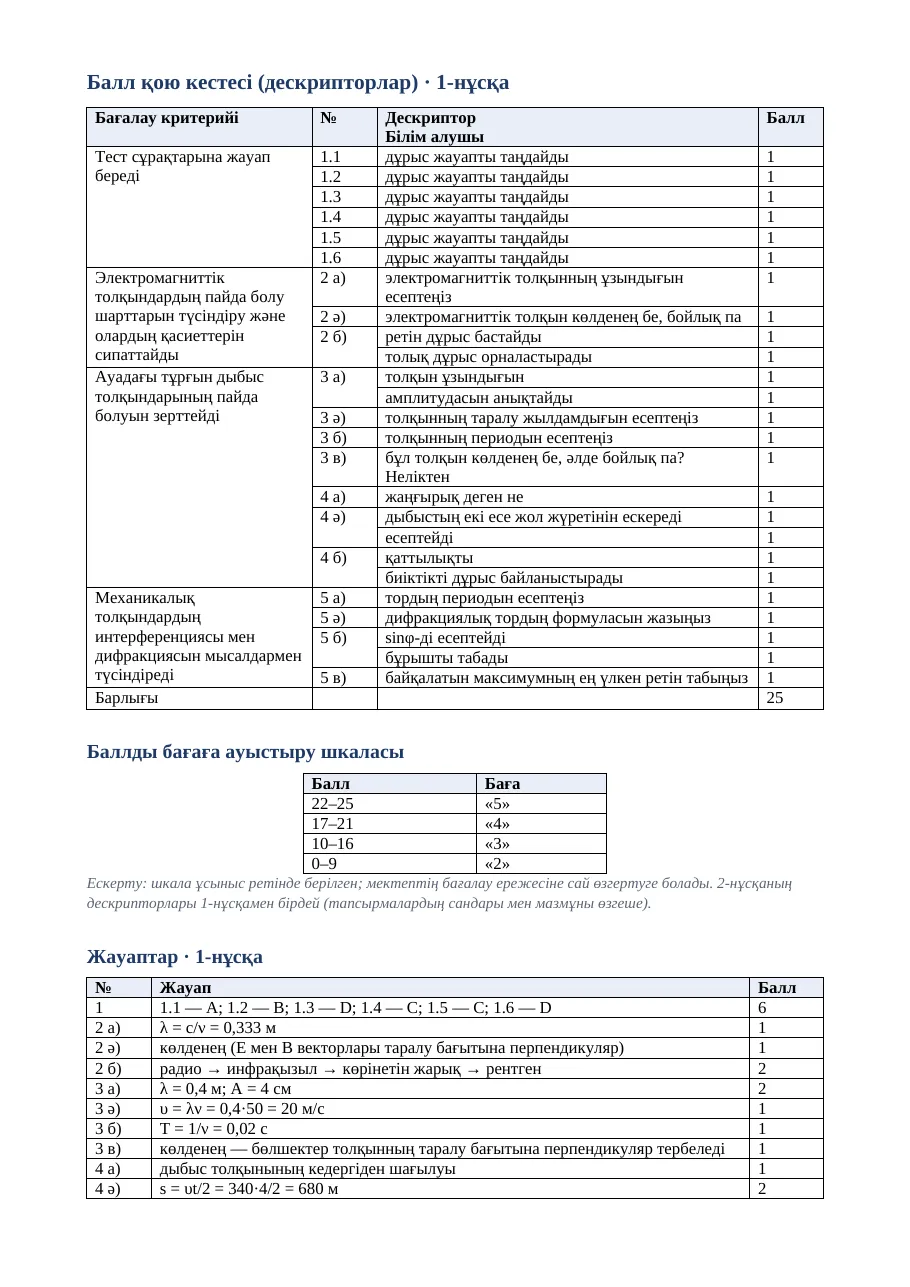 Балл қою кестесі (дескрипторлар) · 1-нұсқа
Бағалау критерийі № Дескриптор Балл
Білім алушы
Тест сұрақтарына жауап 1.1 дұрыс жауапты таңдайды 1
береді 1.2 дұрыс жауапты таңдайды 1
1.3 дұрыс жауапты таңдайды 1
1.4 дұрыс жауапты таңдайды 1
1.5 дұрыс жауапты таңдайды 1
1.6 дұрыс жауапты таңдайды 1
Электромагниттік 2 а) электромагниттік толқынның ұзындығын 1
толқындардың пайда болу есептеңіз
шарттарын түсіндіру және 2 ә) электромагниттік толқын көлденең бе, бойлық па 1
олардың қасиеттерін 2 б) ретін дұрыс бастайды 1
сипаттайды толық дұрыс орналастырады 1
Ауадағы тұрғын дыбыс 3 а) толқын ұзындығын 1
толқындарының пайда амплитудасын анықтайды 1
болуын зерттейді 3 ә) толқынның таралу жылдамдығын есептеңіз 1
3 б) толқынның периодын есептеңіз 1
3 в) бұл толқын көлденең бе, әлде бойлық па? 1
Неліктен
4 а) жаңғырық деген не 1
4 ә) дыбыстың екі есе жол жүретінін ескереді 1
есептейді 1
4 б) қаттылықты 1
биіктікті дұрыс байланыстырады 1
Механикалық 5 а) тордың периодын есептеңіз 1
толқындардың 5 ә) дифракциялық тордың формуласын жазыңыз 1
интерференциясы мен 5 б) sinφ-ді есептейді 1
дифракциясын мысалдармен бұрышты табады 1
түсіндіреді 5 в) байқалатын максимумның ең үлкен ретін табыңыз 1
Барлығы 25
Баллды бағаға ауыстыру шкаласы
Балл Баға
22–25 «5»
17–21 «4»
10–16 «3»
0–9 «2»
Ескерту: шкала ұсыныс ретінде берілген; мектептің бағалау ережесіне сай өзгертуге болады. 2-нұсқаның
дескрипторлары 1-нұсқамен бірдей (тапсырмалардың сандары мен мазмұны өзгеше).
Жауаптар · 1-нұсқа
№ Жауап Балл
1 1.1 — A; 1.2 — B; 1.3 — D; 1.4 — C; 1.5 — C; 1.6 — D 6
2 а) λ = c/ν = 0,333 м 1
2 ә) көлденең (E мен B векторлары таралу бағытына перпендикуляр) 1
2 б) радио → инфрақызыл → көрінетін жарық → рентген 2
3 а) λ = 0,4 м; A = 4 см 2
3 ә) υ = λν = 0,4·50 = 20 м/с 1
3 б) T = 1/ν = 0,02 с 1
3 в) көлденең — бөлшектер толқынның таралу бағытына перпендикуляр тербеледі 1
4 а) дыбыс толқынының кедергіден шағылуы 1
4 ә) s = υt/2 = 340·4/2 = 680 м 2